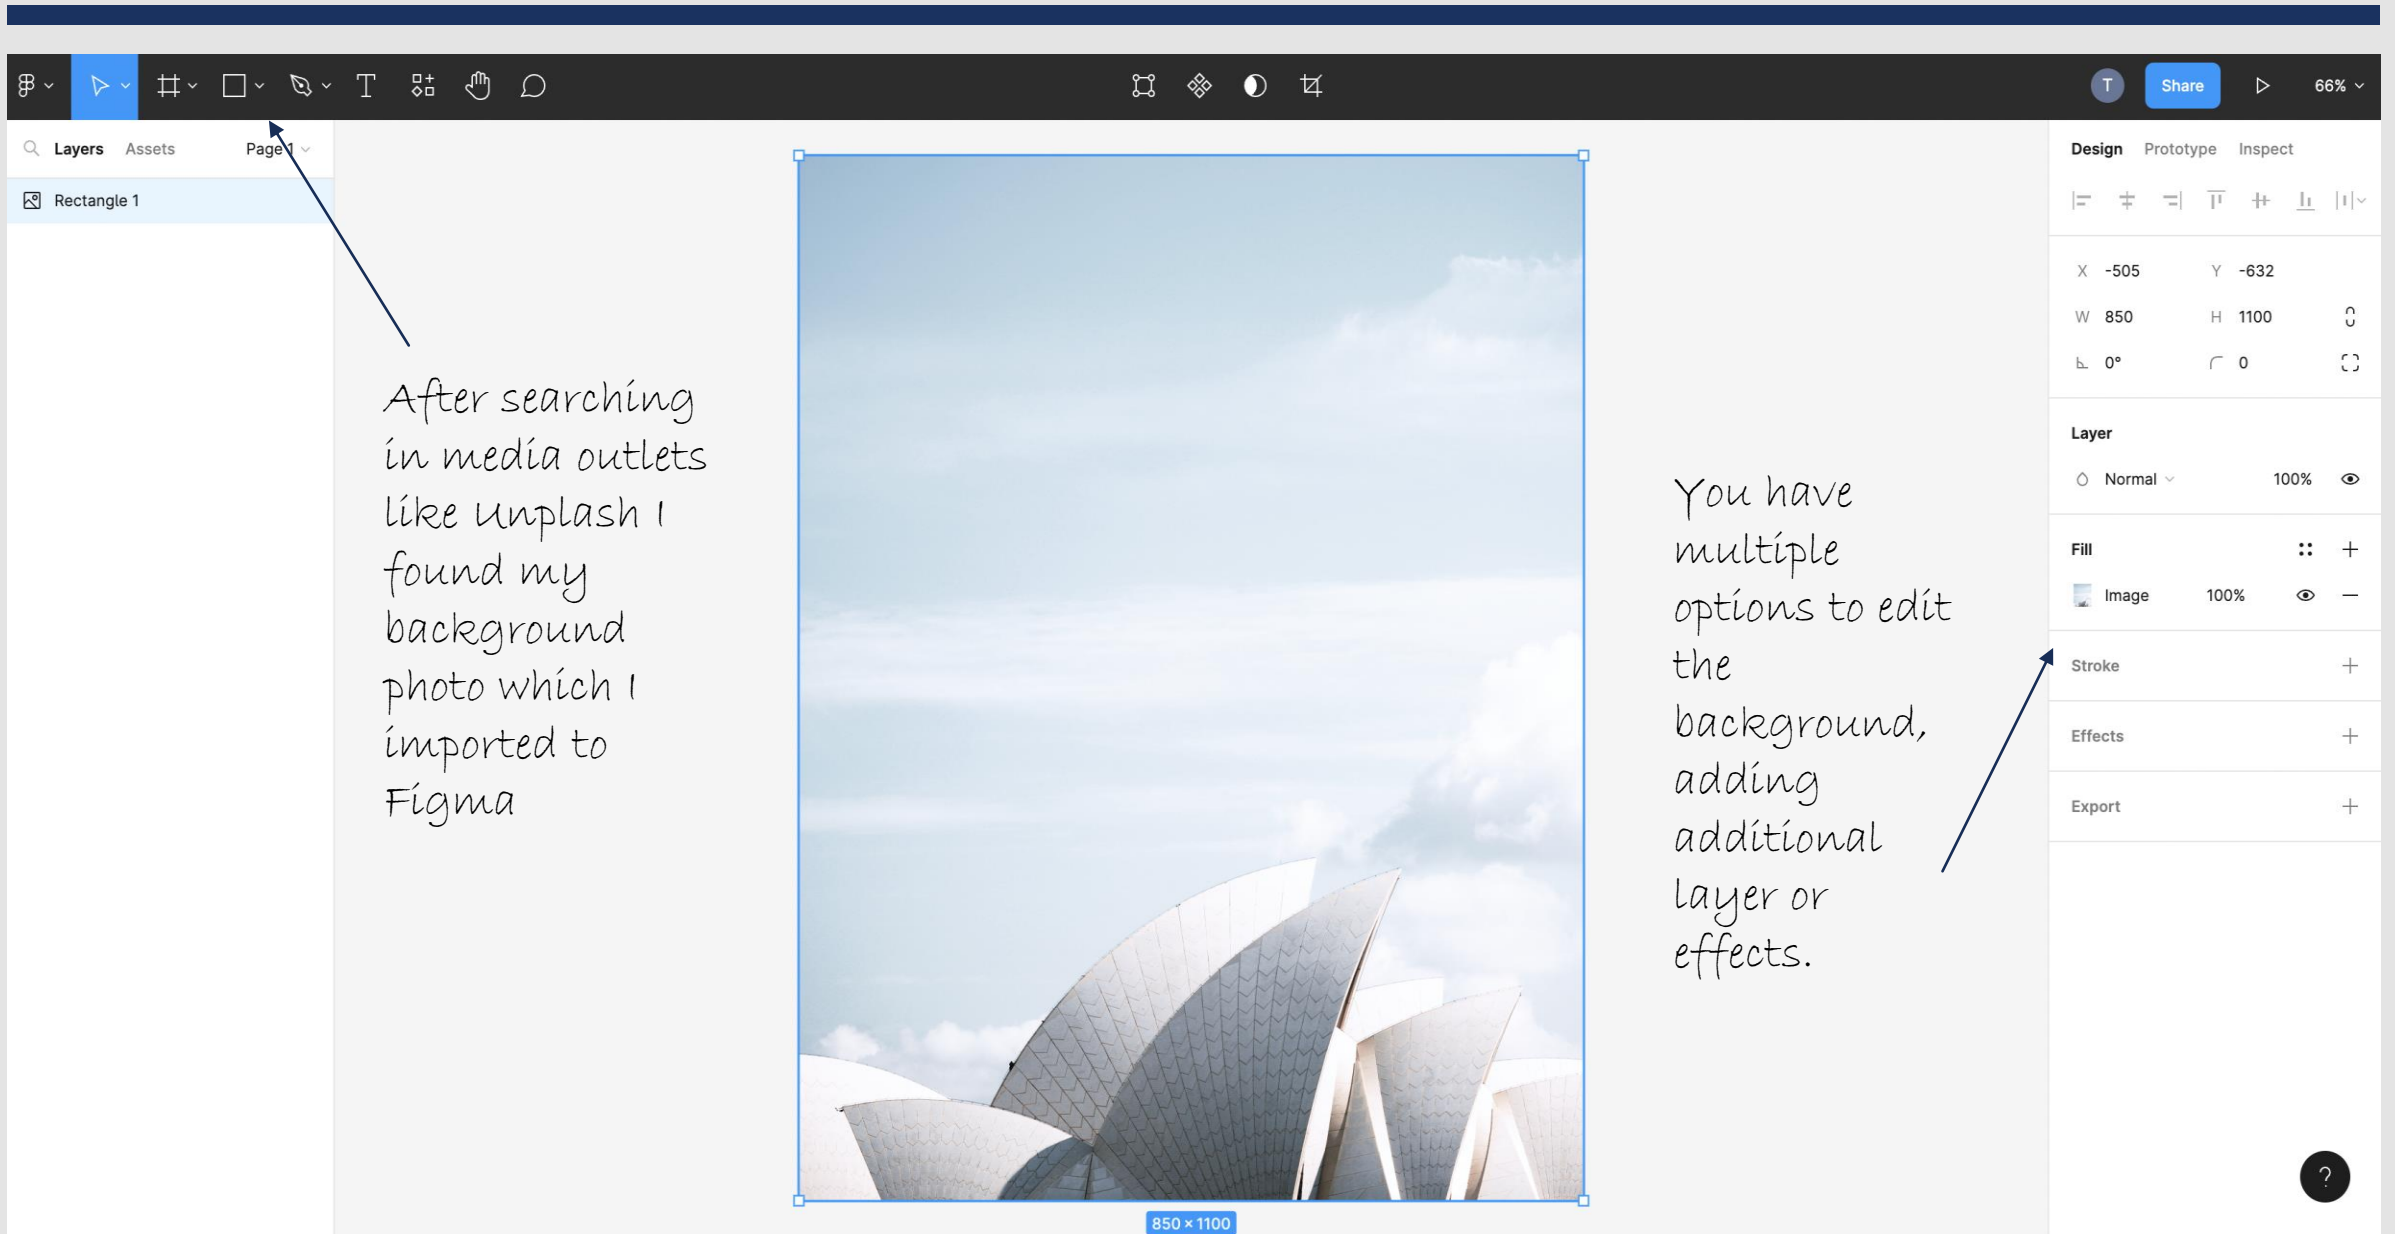 T
T
Share
66%
Layers
Assets
Page 1
Rectangle 1
After searching
in media outlets
like Unplash I
found my
background
photo which I
imported to
Figma
850 × 1100
You have
multiple
options to edit
the
background,
adding
additional
layer or
effects.
Design
Prototype
Inspect
X -505
Y -632
W 850
H 1100
0°
0
Layer
Normal
100%
Fill
Image
100%
Stroke
Effects
Export
?